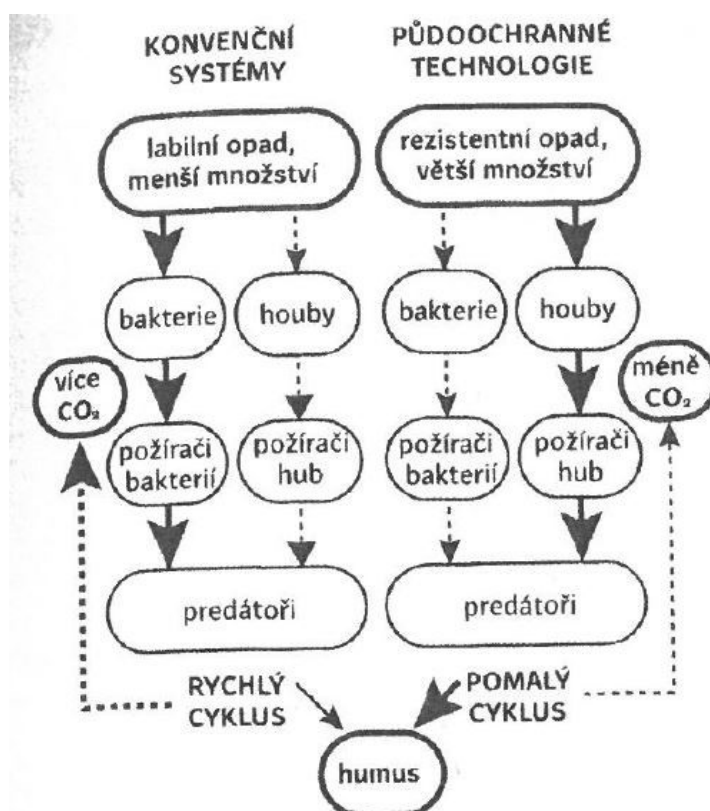 KONVENČNÍ
SYSTÉMY
PŮDOOCHRANNÉ
TECHNOLOGIE
labilní opad,
menší množství
rezistentní opad,
větší množství
bakterie
houby
bakterie
houby
více
CO₂
méně
CO₂
požírači
bakterií
požírači
hub
požírači
bakterií
požírači
hub
predátoři
predátoři
RYCHLÝ
CYKLUS
POMALÝ
CYKLUS
humus